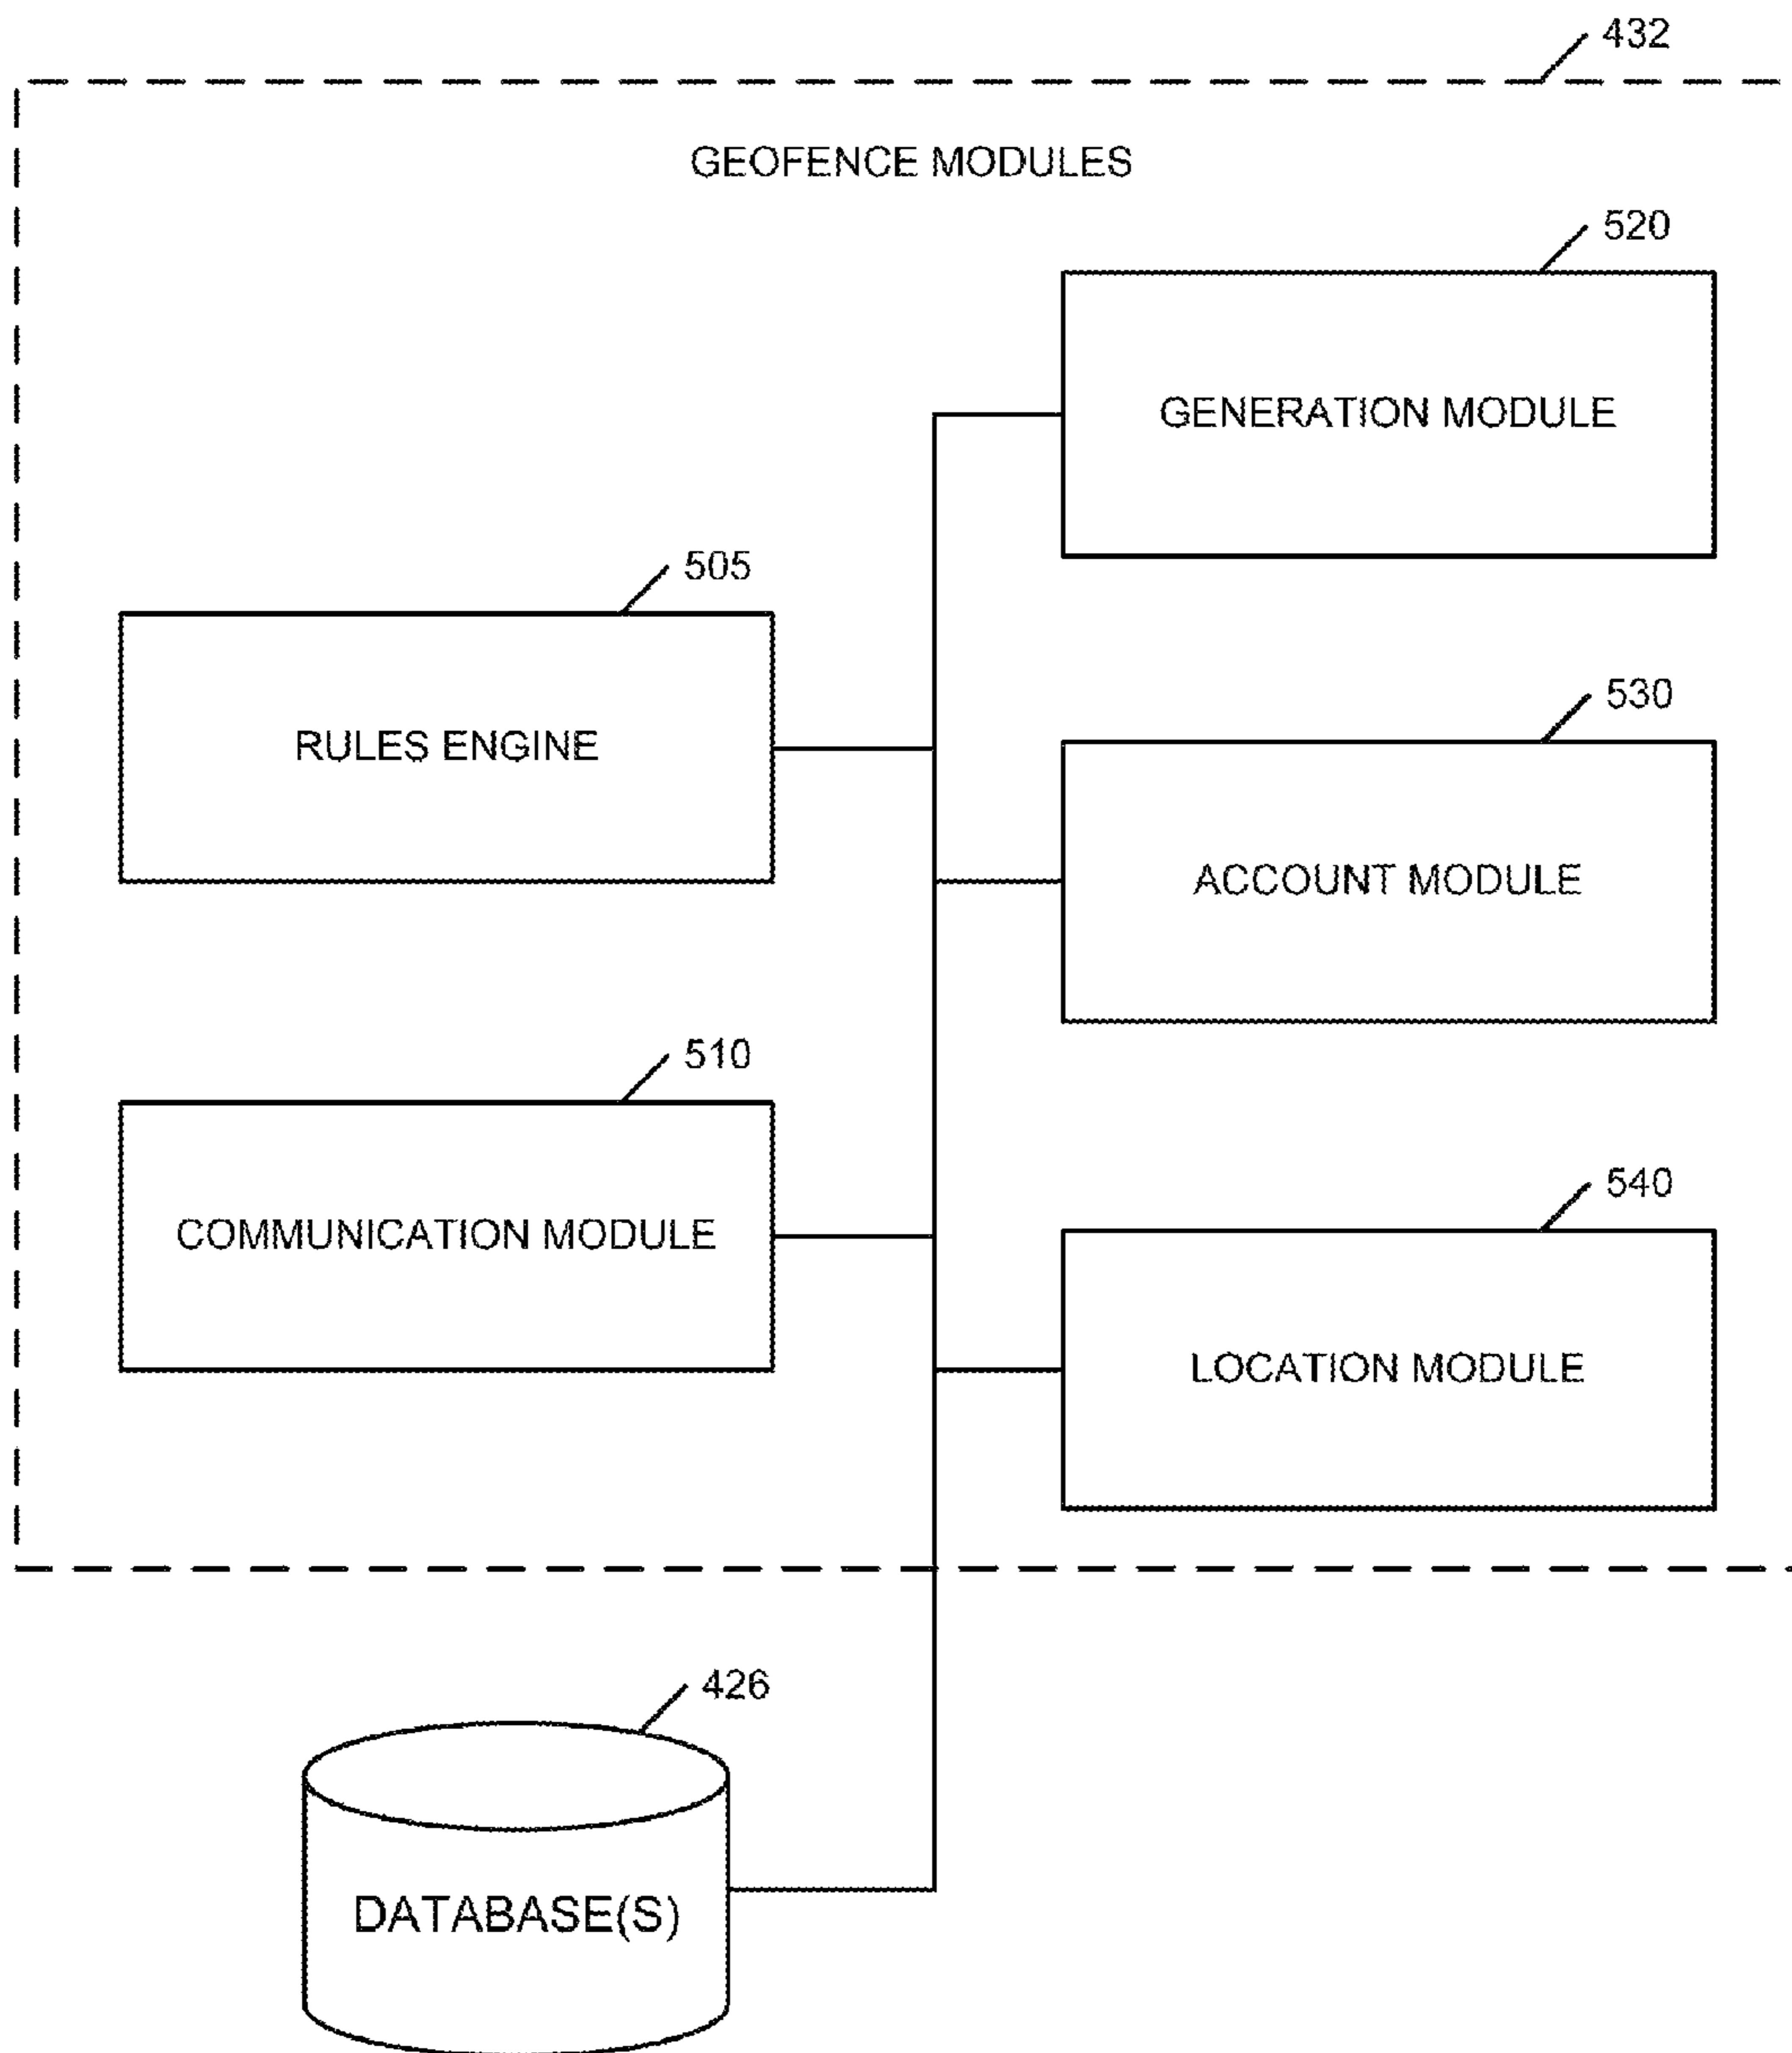 432
GEOFENCE MODULES
520
GENERATION MODULE
505
RULES ENGINE
530
ACCOUNT MODULE
510
COMMUNICATION MODULE
540
LOCATION MODULE
426
DATABASE(S)